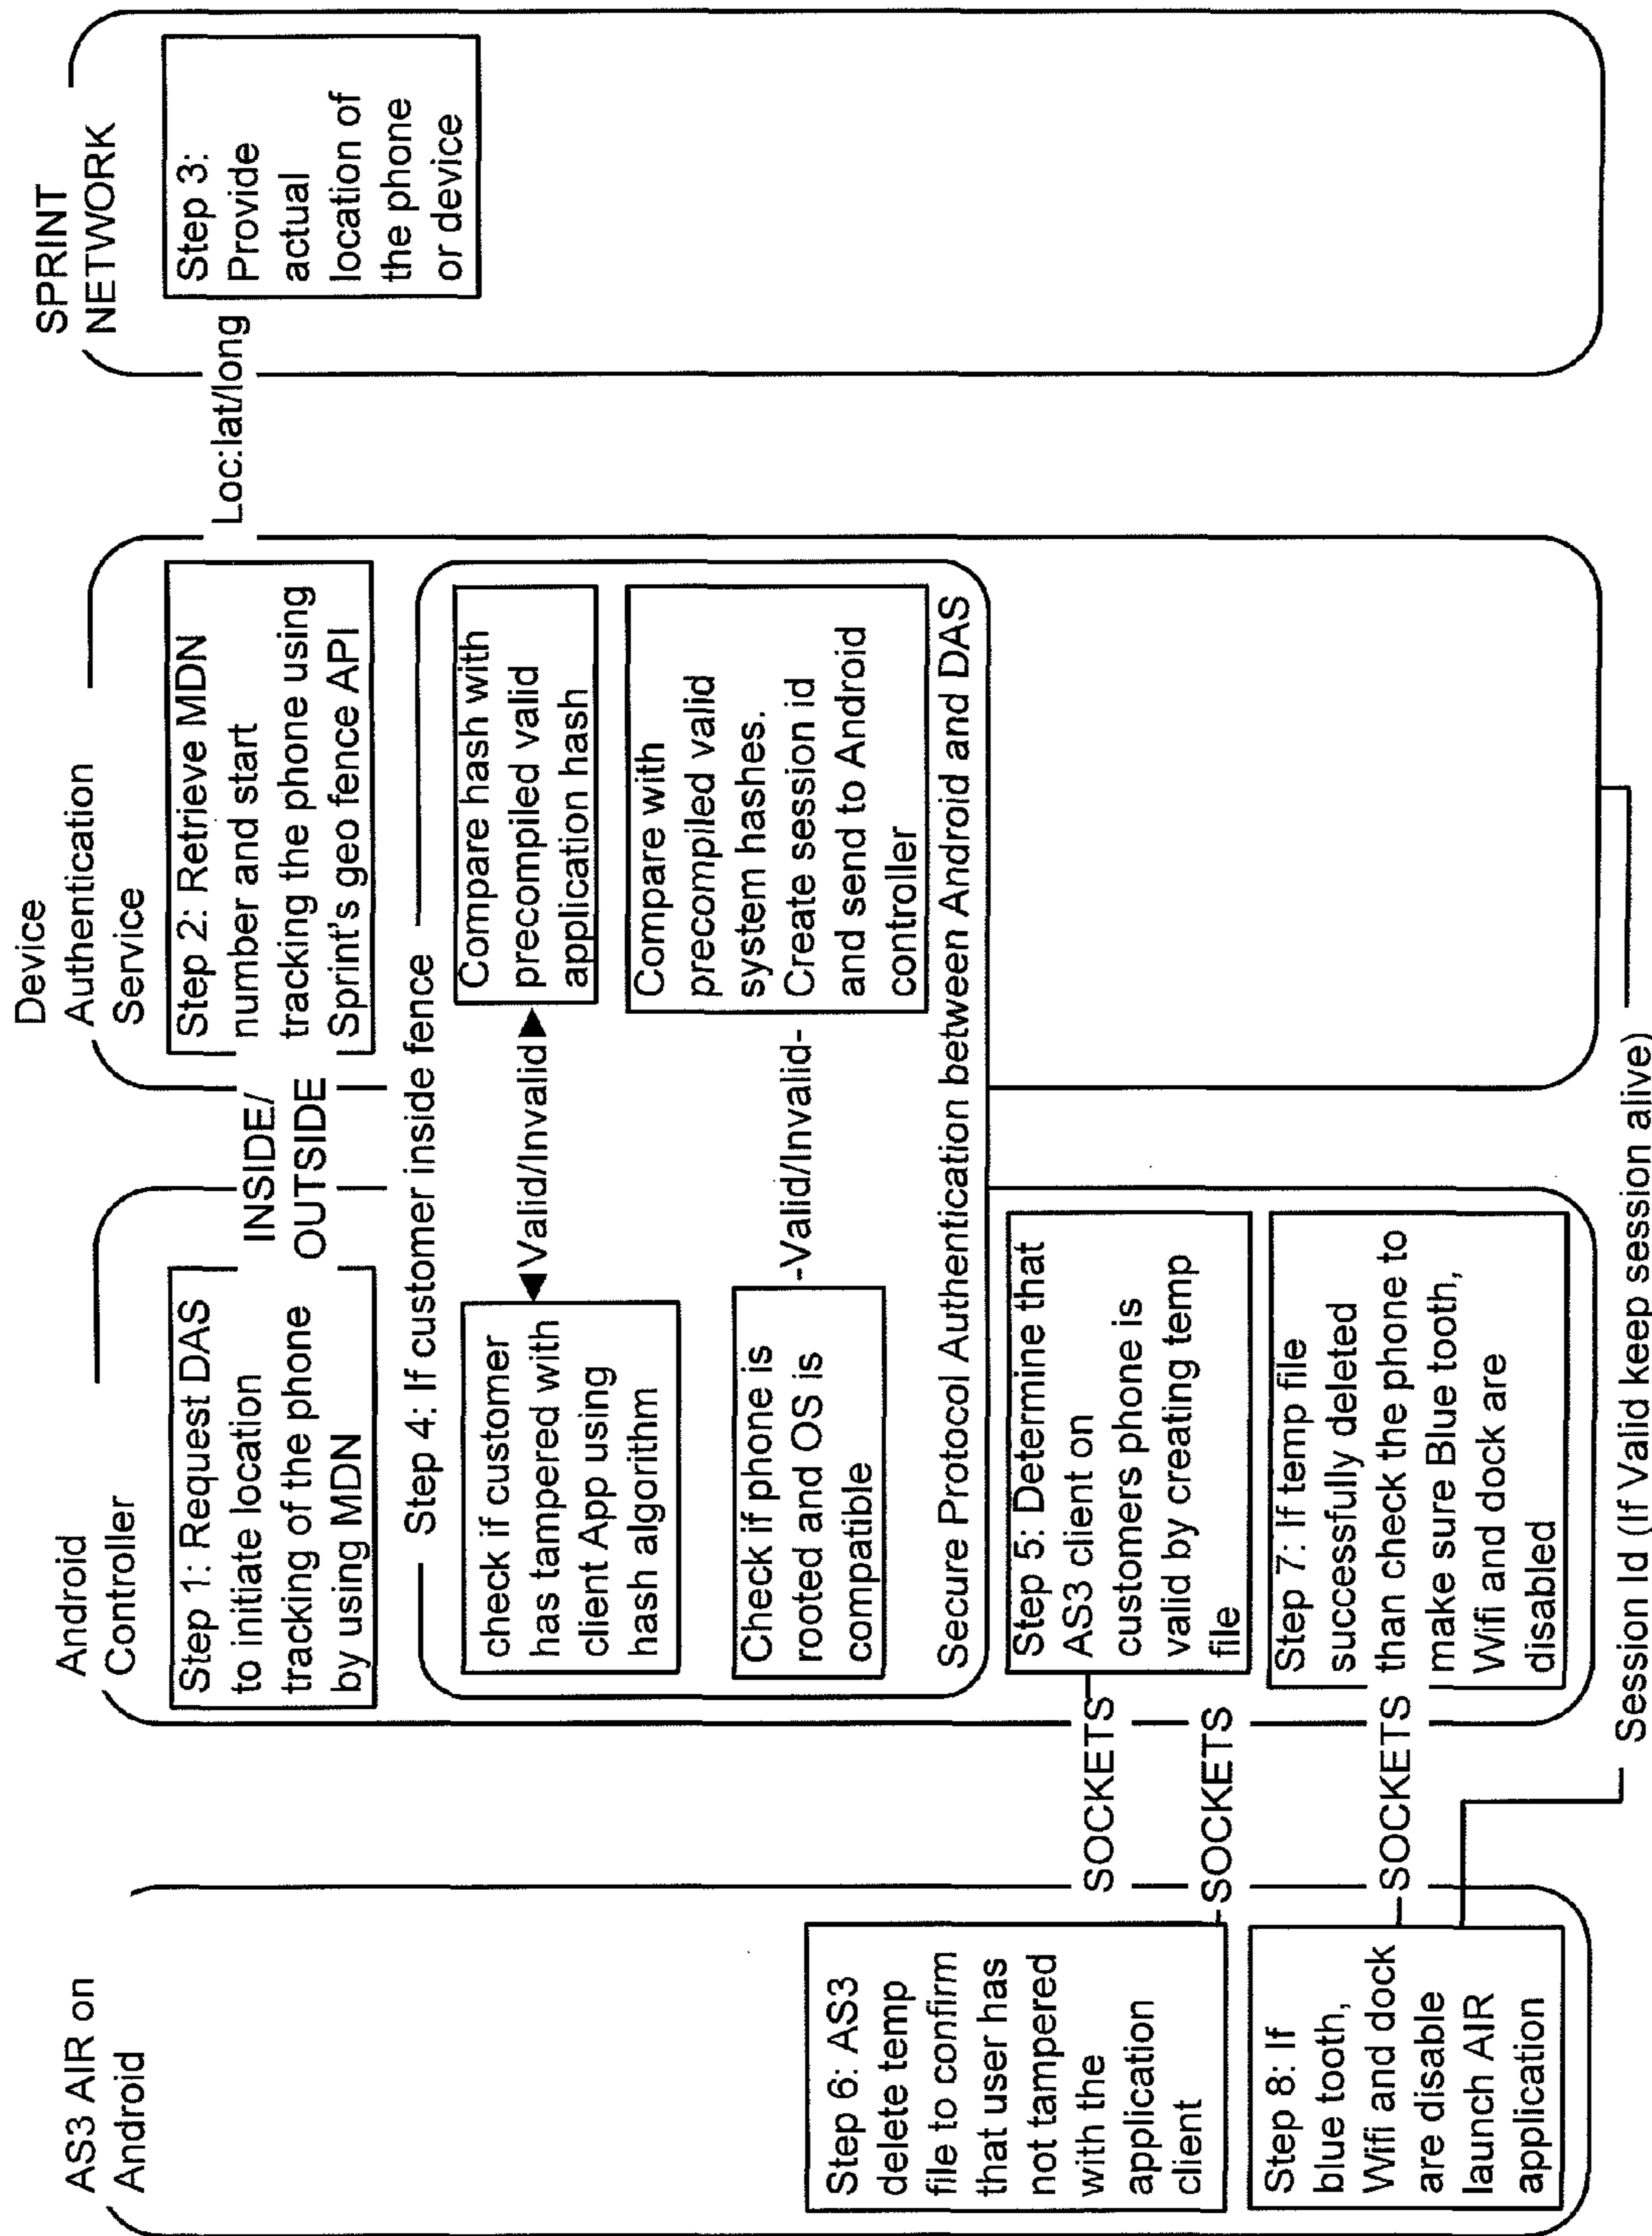 AS3 AIR on
Android
Android
Controller
Device
Authentication
Service
SPRINT
NETWORK
Step 1: Request DAS
to initiate location
tracking of the phone
by using MDN
INSIDE/
OUTSIDE
Step 2: Retrieve MDN
number and start
tracking the phone using
Sprint's geo fence API
Loc:lat/long
Step 3:
Provide
actual
location of
the phone
or device
Step 4: If customer inside fence
check if customer
has tampered with
client App using
hash algorithm
Valid/Invalid
Compare hash with
precompiled valid
application hash
Check if phone is
rooted and OS is
compatible
-Valid/Invalid-
Compare with
precompiled valid
system hashes.
Create session id
and send to Android
controller
Secure Protocol Authentication between Android and DAS
Step 5: Determine that
AS3 client on
customers phone is
valid by creating temp
file
SOCKETS
Step 6: AS3
delete temp
file to confirm
that user has
not tampered
with the
application
client
SOCKETS
Step 7: If temp file
successfully deleted
than check the phone to
make sure Blue tooth,
Wifi and dock are
disabled
SOCKETS
Step 8: If
blue tooth,
Wifi and dock
are disable
launch AIR
application
Session Id (If Valid keep session alive)